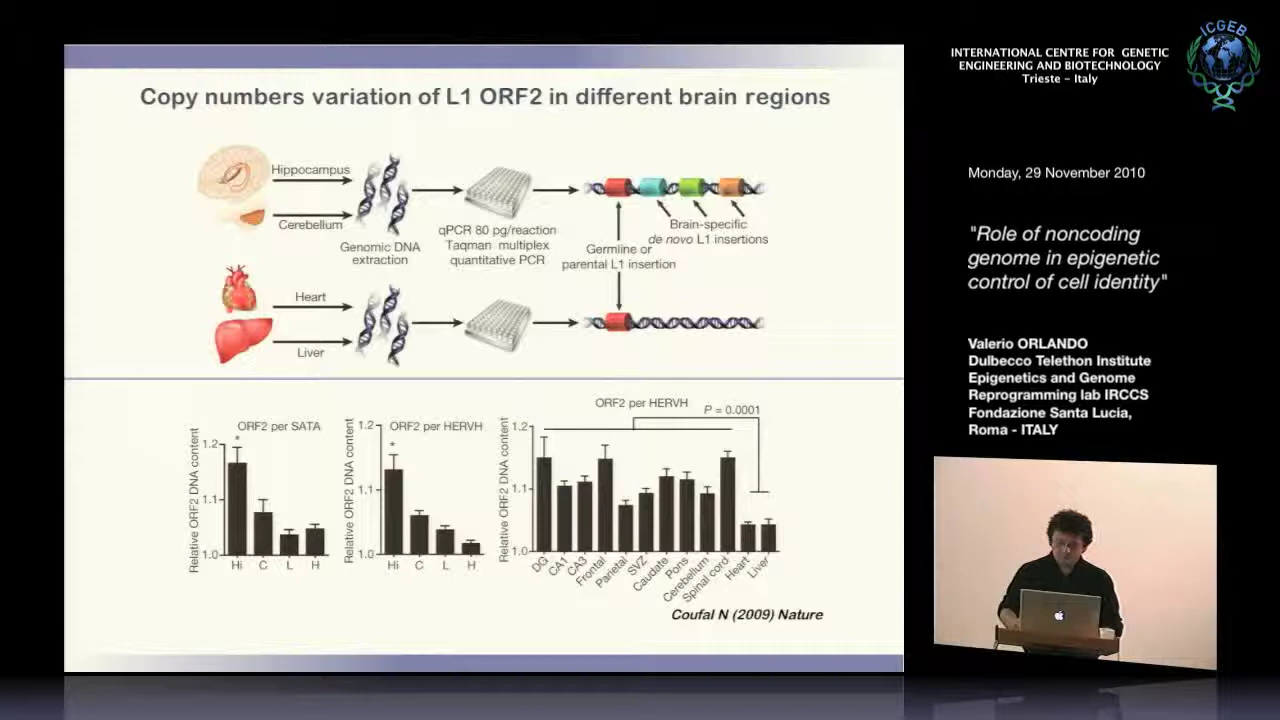 Copy numbers variation of L1 ORF2 in different brain regions
Hippocampus
Cerebellum
Genomic DNA
extraction
qPCR 80 pg/reaction
Taqman multiplex
quantitative PCR
Germline or
parental L1 insertion
Brain-specific
de novo L1 insertions
Heart
Liver
ORF2 per SATA
Relative ORF2 DNA content
1.2
1.1
1.0
*
Hi C L H
ORF2 per HERVH
Relative ORF2 DNA content
1.2
1.1
1.0
*
Hi C L H
ORF2 per HERVH
P = 0.0001
Relative ORF2 DNA content
1.2
1.1
1.0
DG CA1 CA3 Frontal Parietal SVZ Caudate Pons Cerebellum Spinal cord Heart Liver
Coufal N (2009) Nature
INTERNATIONAL CENTRE FOR GENETIC
ENGINEERING AND BIOTECHNOLOGY
Trieste - Italy
ICGEB
Monday, 29 November 2010
"Role of noncoding
genome in epigenetic
control of cell identity"
Valerio ORLANDO
Dulbecco Telethon Institute
Epigenetics and Genome
Reprogramming lab IRCCS
Fondazione Santa Lucia,
Roma - ITALY